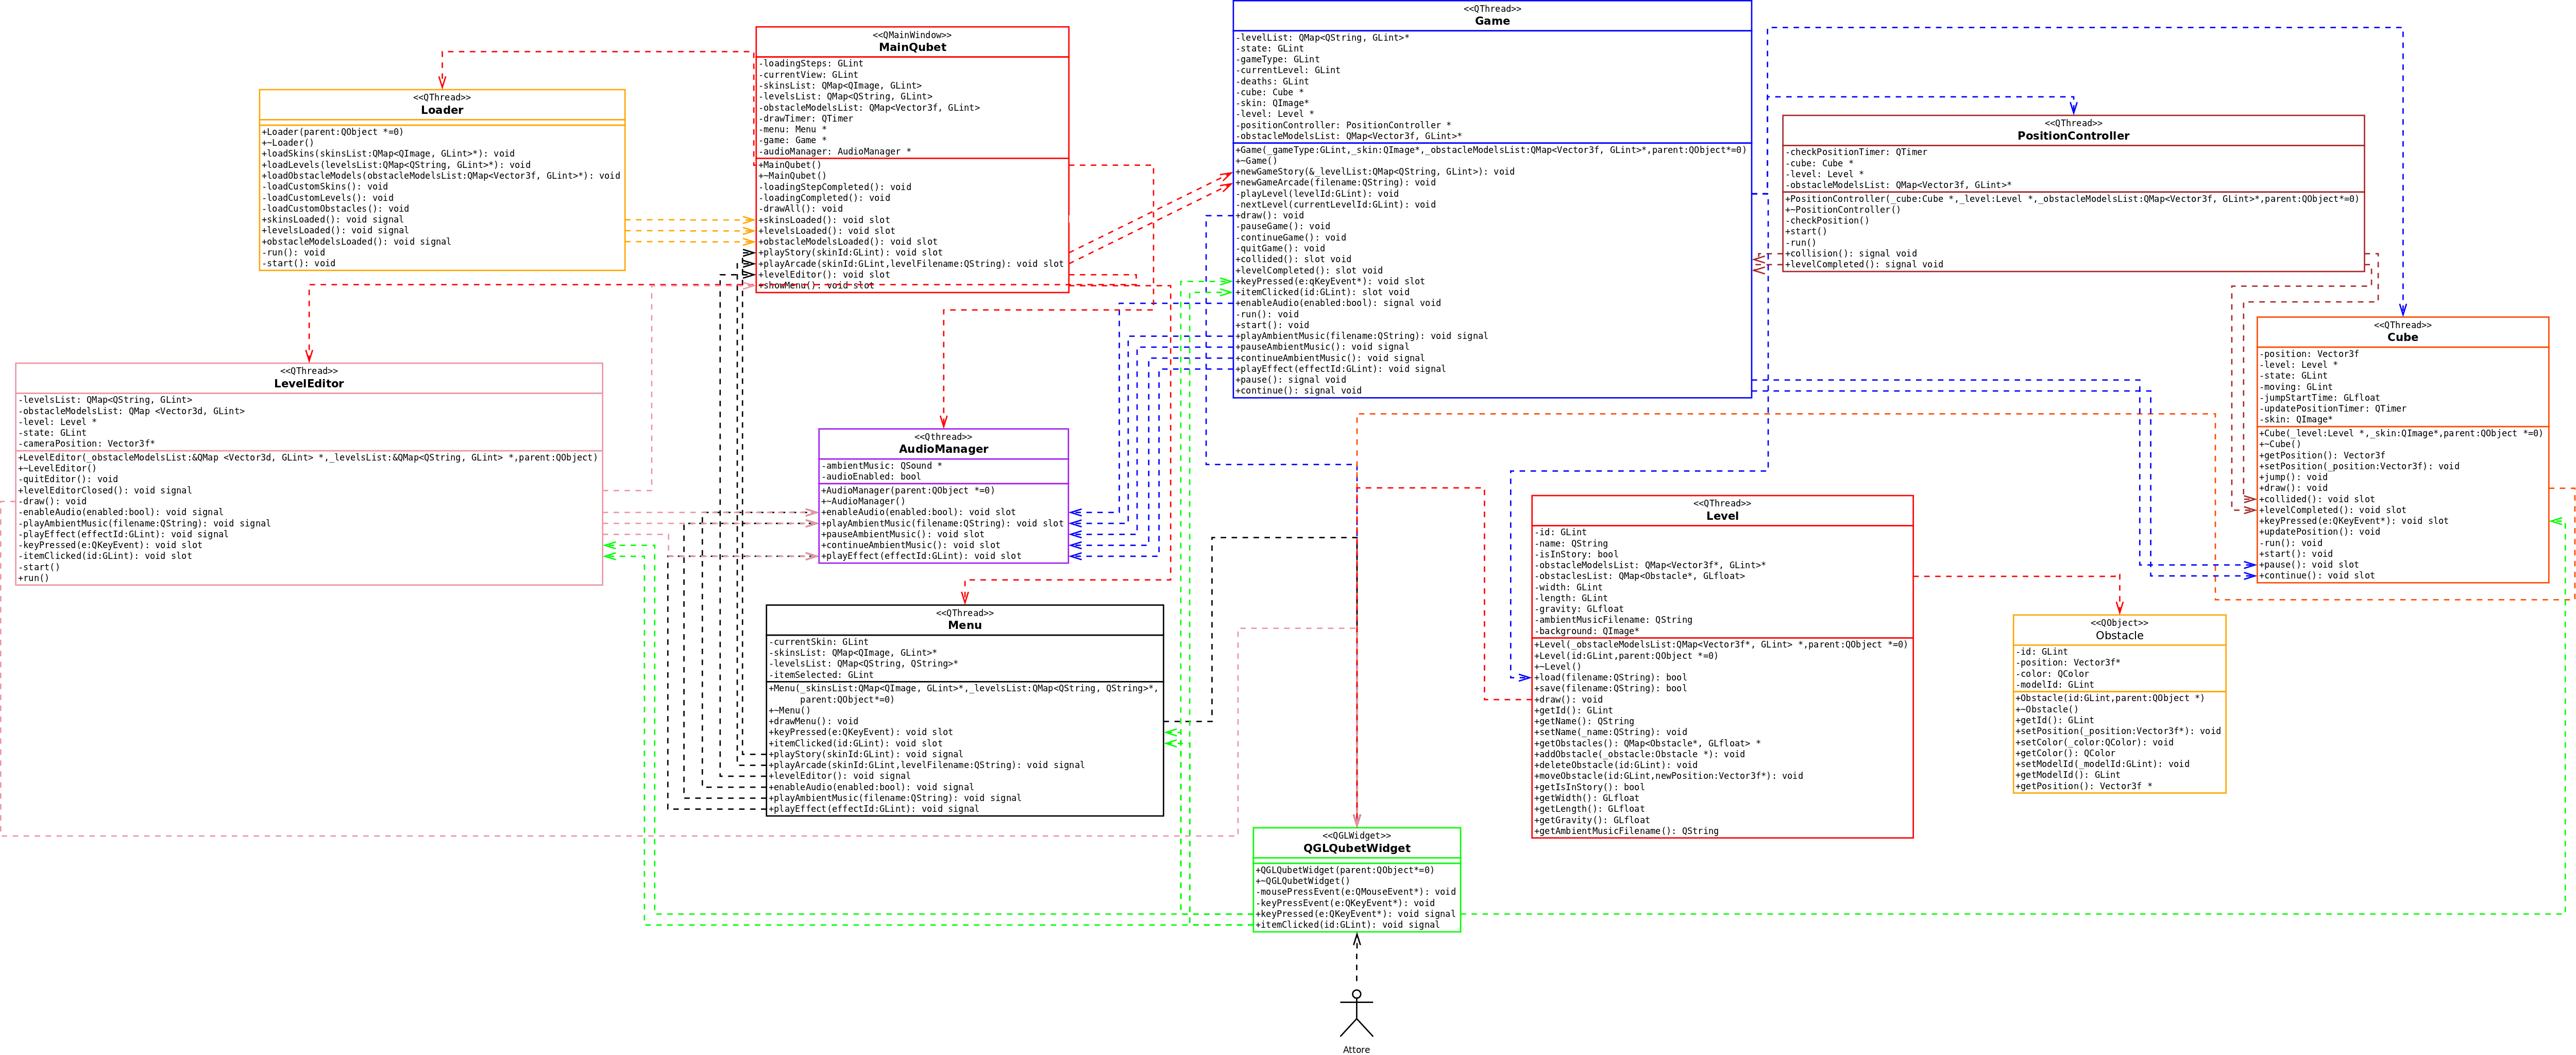 <<QThread>>
Loader
+Loader(parent:QObject *=0)
+~Loader()
+loadSkins(skinsList:QMap<QImage, GLint>*): void
+loadLevels(levelsList:QMap<QString, GLint>*): void
+loadObstacleModels(obstacleModelsList:QMap<Vector3f, GLint>*): void
-loadCustomSkins(): void
-loadCustomLevels(): void
-loadCustomObstacles(): void
+skinsLoaded(): void signal
+levelsLoaded(): void signal
+obstacleModelsLoaded(): void signal
-run(): void
-start(): void
<<QMainWindow>>
MainQubet
-loadingSteps: GLint
-currentView: GLint
-skinsList: QMap<QImage, GLint>
-levelsList: QMap<QString, GLint>
-obstacleModelsList: QMap<Vector3f, GLint>
-drawTimer: QTimer
-menu: Menu *
-game: Game *
-audioManager: AudioManager *
+MainQubet()
+~MainQubet()
-loadingStepCompleted(): void
-loadingCompleted(): void
-drawAll(): void
+skinsLoaded(): void slot
+levelsLoaded(): void slot
+obstacleModelsLoaded(): void slot
+playStory(skinId:GLint): void slot
+playArcade(skinId:GLint,levelFilename:QString): void slot
+levelEditor(): void slot
+showMenu(): void slot
<<QThread>>
Game
-levelList: QMap<QString, GLint>*
-state: GLint
-gameType: GLint
-currentLevel: GLint
-deaths: GLint
-cube: Cube *
-skin: QImage*
-level: Level *
-positionController: PositionController *
-obstacleModelsList: QMap<Vector3f, GLint>*
+Game(_gameType:GLint,_skin:QImage*,_obstacleModelsList:QMap<Vector3f, GLint>*,parent:QObject*=0)
+~Game()
+newGameStory(&_levelList:QMap<QString, GLint>): void
+newGameArcade(filename:QString): void
-playLevel(levelId:GLint): void
-nextLevel(currentLevelId:GLint): void
+draw(): void
-pauseGame(): void
-continueGame(): void
-quitGame(): void
+collided(): slot void
+levelCompleted(): slot void
+keyPressed(e:qKeyEvent*): void slot
+itemClicked(id:GLint): slot void
+enableAudio(enabled:bool): signal void
-run(): void
+start(): void
+playAmbientMusic(filename:QString): void signal
+pauseAmbientMusic(): void signal
+continueAmbientMusic(): void signal
+playEffect(effectId:GLint): void signal
+pause(): signal void
+continue(): signal void
<<QThread>>
PositionController
-checkPositionTimer: QTimer
-cube: Cube *
-level: Level *
-obstacleModelsList: QMap<Vector3f, GLint>*
+PositionController(_cube:Cube *,_level:Level *,_obstacleModelsList:QMap<Vector3f, GLint>*,parent:QObject*=0)
+~PositionController()
-checkPosition()
+start()
-run()
+collision(): signal void
+levelCompleted(): signal void
<<QThread>>
Cube
-position: Vector3f
-level: Level *
-state: GLint
-moving: GLint
-jumpStartTime: GLfloat
-updatePositionTimer: QTimer
-skin: QImage*
+Cube(_level:Level *,_skin:QImage*,parent:QObject *=0)
+~Cube()
+getPosition(): Vector3f
+setPosition(_position:Vector3f): void
+jump(): void
+draw(): void
+collided(): void slot
+levelCompleted(): void slot
+keyPressed(e:QKeyEvent*): void slot
+updatePosition(): void
-run(): void
+start(): void
+pause(): void slot
+continue(): void slot
<<QThread>>
LevelEditor
-levelsList: QMap<QString, GLint>
-obstacleModelsList: QMap <Vector3d, GLint>
-level: Level *
-state: GLint
-cameraPosition: Vector3f*
+LevelEditor(_obstacleModelsList:&QMap <Vector3d, GLint> *,_levelsList:&QMap<QString, GLint> *,parent:QObject)
+~LevelEditor()
-quitEditor(): void
+levelEditorClosed(): void signal
-draw(): void
-enableAudio(enabled:bool): void signal
-playAmbientMusic(filename:QString): void signal
-playEffect(effectId:GLint): void signal
-keyPressed(e:QKeyEvent): void slot
-itemClicked(id:GLint): void slot
-start()
+run()
<<Qthread>>
AudioManager
-ambientMusic: QSound *
-audioEnabled: bool
+AudioManager(parent:QObject *=0)
+~AudioManager()
+enableAudio(enabled:bool): void slot
+playAmbientMusic(filename:QString): void slot
+pauseAmbientMusic(): void slot
+continueAmbientMusic(): void slot
+playEffect(effectId:GLint): void slot
<<QThread>>
Level
-id: GLint
-name: QString
-isInStory: bool
-obstacleModelsList: QMap<Vector3f*, GLint>*
-obstaclesList: QMap<Obstacle*, GLfloat>
-width: GLint
-length: GLint
-gravity: GLfloat
-ambientMusicFilename: QString
-background: QImage*
+Level(_obstacleModelsList:QMap<Vector3f*, GLint> *,parent:QObject *=0)
+Level(id:GLint,parent:QObject *=0)
+~Level()
+load(filename:QString): bool
+save(filename:QString): bool
+draw(): void
+getId(): GLint
+getName(): QString
+setName(_name:QString): void
+getObstacles(): QMap<Obstacle*, GLfloat> *
+addObstacle(_obstacle:Obstacle *): void
+deleteObstacle(id:GLint): void
+moveObstacle(id:GLint,newPosition:Vector3f*): void
+getIsInStory(): bool
+getWidth(): GLfloat
+getLength(): GLfloat
+getGravity(): GLfloat
+getAmbientMusicFilename(): QString
<<QThread>>
Menu
-currentSkin: GLint
-skinsList: QMap<QImage, GLint>*
-levelsList: QMap<QString, QString>*
-itemSelected: GLint
+Menu(_skinsList:QMap<QImage, GLint>*,_levelsList:QMap<QString, QString>*,
parent:QObject*=0)
+~Menu()
+drawMenu(): void
+keyPressed(e:QKeyEvent): void slot
+itemClicked(id:GLint): void slot
+playStory(skinId:GLint): void signal
+playArcade(skinId:GLint,levelFilename:QString): void signal
+levelEditor(): void signal
+enableAudio(enabled:bool): void signal
+playAmbientMusic(filename:QString): void signal
+playEffect(effectId:GLint): void signal
<<QObject>>
Obstacle
-id: GLint
-position: Vector3f*
-color: QColor
-modelId: GLint
+Obstacle(id:GLint,parent:QObject *)
+~Obstacle()
+getId(): GLint
+setPosition(_position:Vector3f*): void
+setColor(_color:QColor): void
+getColor(): QColor
+setModelId(_modelId:GLint): void
+getModelId(): GLint
+getPosition(): Vector3f *
<<QGLWidget>>
QGLQubetWidget
+QGLQubetWidget(parent:QObject*=0)
+~QGLQubetWidget()
-mousePressEvent(e:QMouseEvent*): void
-keyPressEvent(e:QKeyEvent*): void
+keyPressed(e:QKeyEvent*): void signal
+itemClicked(id:GLint): void signal
Attore